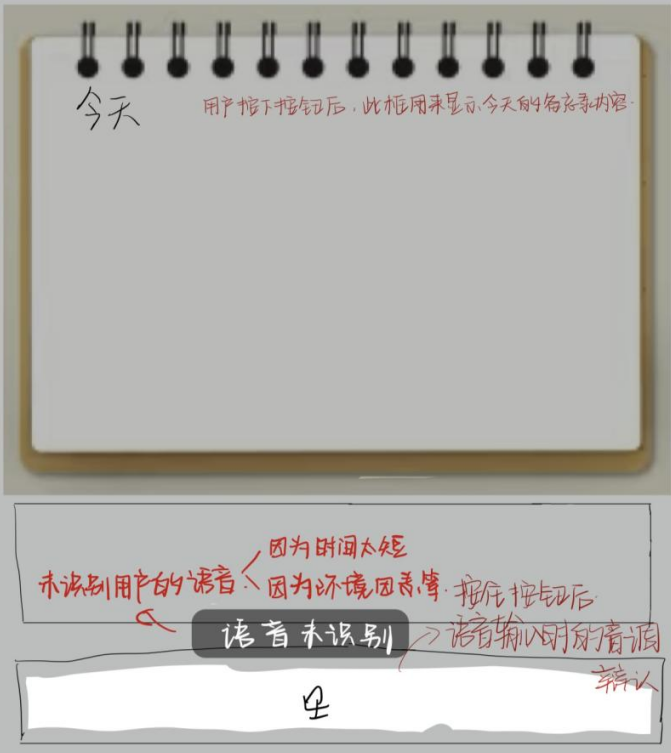 今天
用户按下按钮后,此框用来显示今天的备忘录内容.
因为时间太短
未识别用户的语音
因为环境因素等.
按住按钮后.
语音未识别
语音输入时的音调
辩认